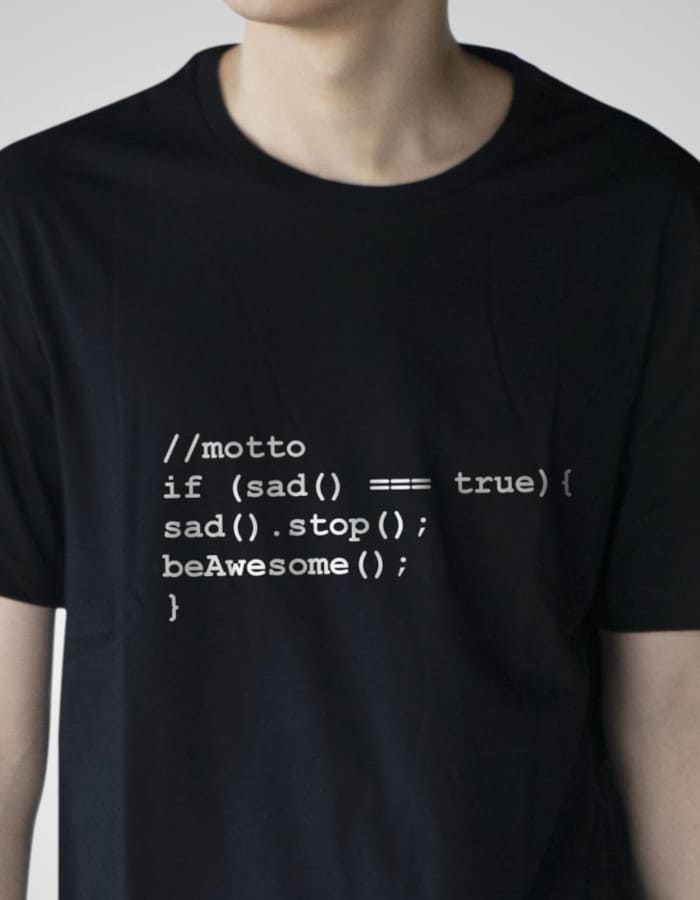 //motto
if (sad() === true){
sad().stop();
beAwesome();
}